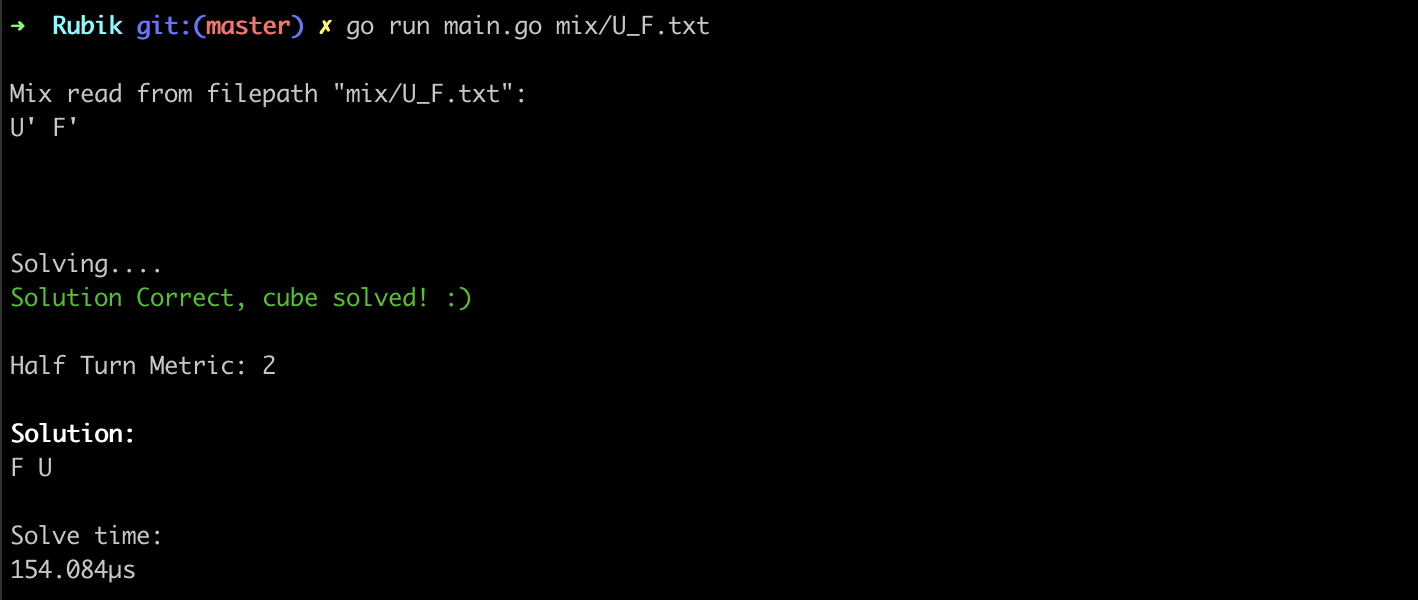 ➜ Rubik git:(master) ✗ go run main.go mix/U_F.txt
Mix read from filepath "mix/U_F.txt":
U' F'
Solving....
Solution Correct, cube solved! :)
Half Turn Metric: 2
Solution:
F U
Solve time:
154.084µs